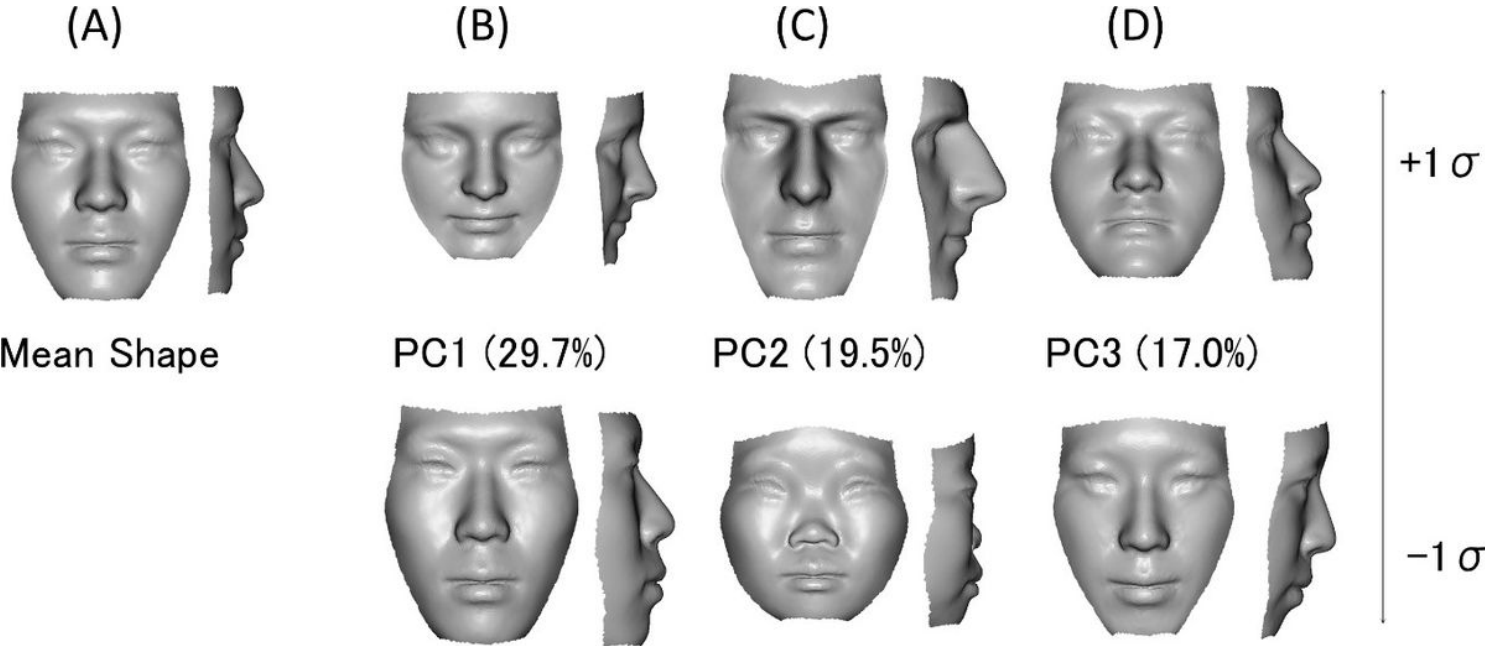 (A)
(B)
(C)
(D)
+1 σ
Mean Shape
PC1 (29.7%)
PC2 (19.5%)
PC3 (17.0%)
−1 σ